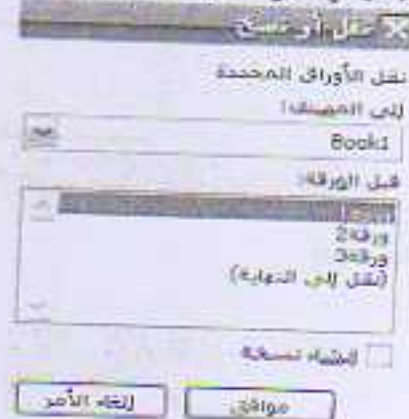 نقل أو نسخ
نقل الأوراق المحددة
إلى المصنف:
Book1
قبل الورقة:
ورقة2
ورقة3
(نقل إلى النهاية)
إنشاء نسخة
موافق
إلغاء الأمر